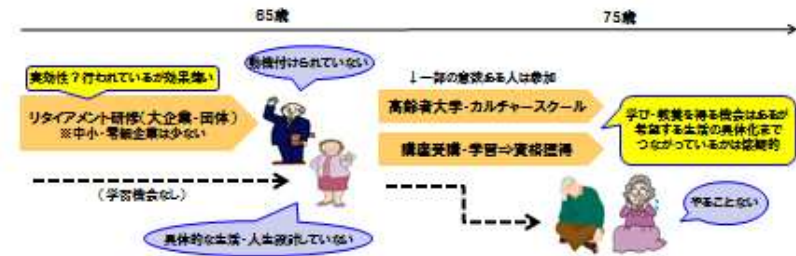 65歳
75歳
実効性？行われているが効果薄い
動機付けられていない
↓一部の意欲ある人は参加
リタイアメント研修（大企業・団体）
※中小・零細企業は少ない
高齢者大学・カルチャースクール
講座受講・学習⇒資格獲得
学び・教養を得る機会はあるが
希望する生活の具体化まで
つながっているかは懐疑的
（学習機会なし）
具体的な生活・人生設計していない
やることない